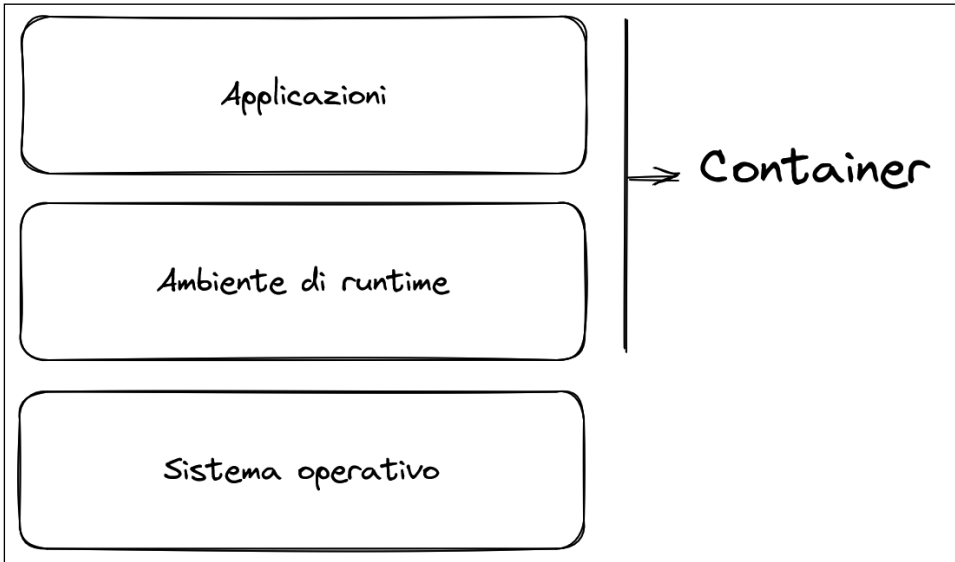 Applicazioni
Container
Ambiente di runtime
Sistema operativo